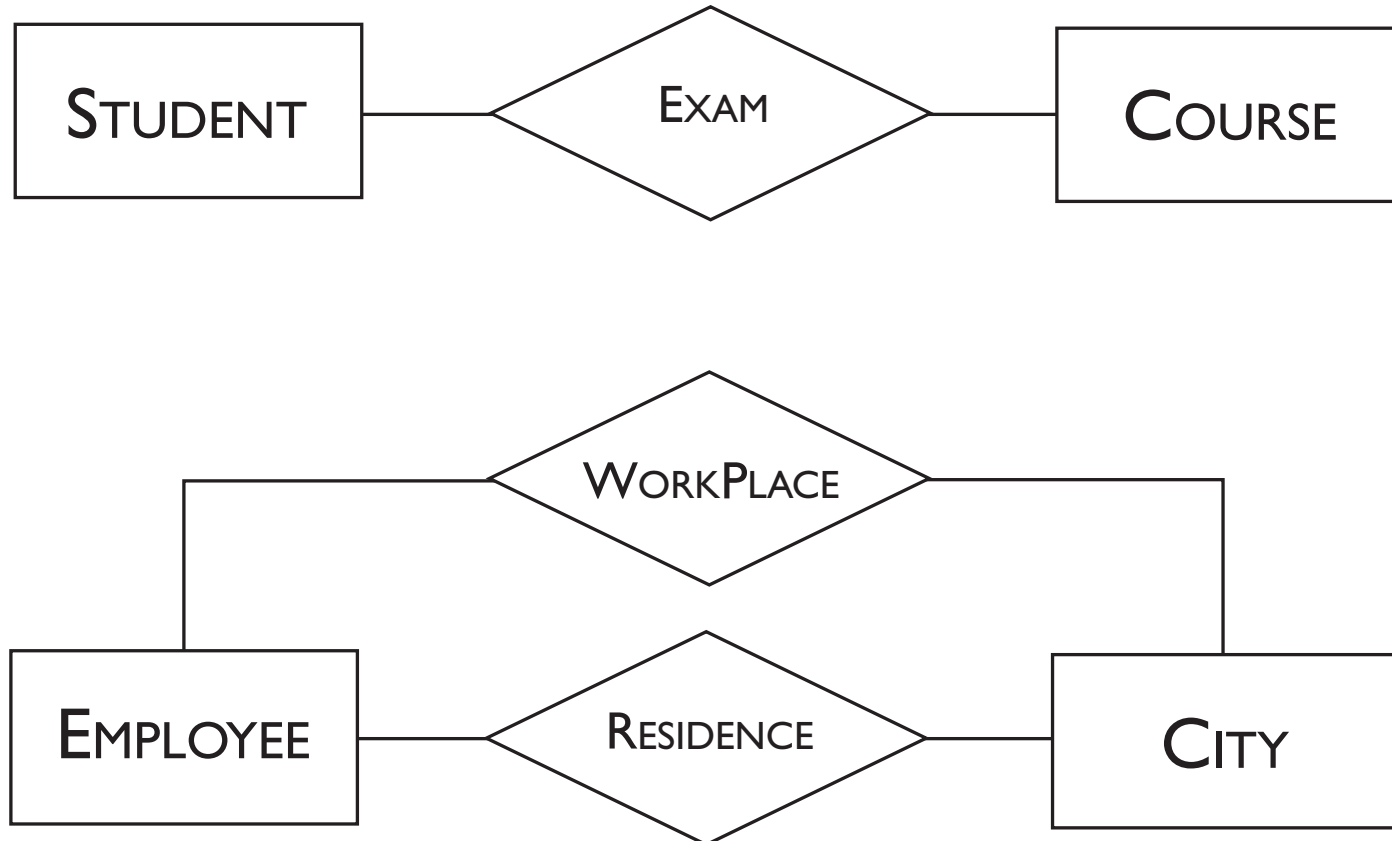 STUDENT
EXAM
COURSE
WORKPLACE
EMPLOYEE
RESIDENCE
CITY